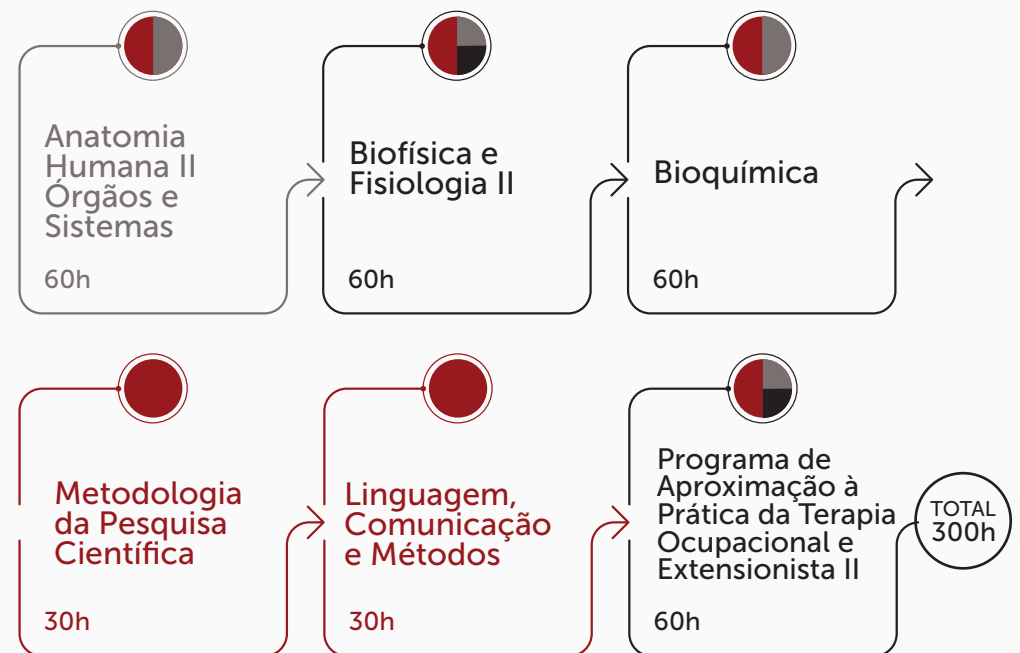 Anatomia
Humana II
Órgãos e
Sistemas
60h
Biofísica e
Fisiologia II
60h
Bioquímica
60h
Metodologia
da Pesquisa
Científica
30h
Linguagem,
Comunicação
e Métodos
30h
Programa de
Aproximação à
Prática da Terapia
Ocupacional e
Extensionista II
60h
TOTAL
300h